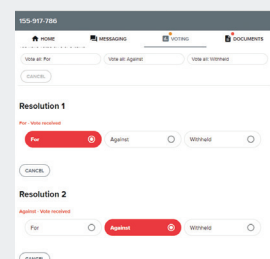 155-917-786
HOME MESSAGING VOTING DOCUMENTS
Vote all: For Vote all: Against Vote all: Withheld
CANCEL
Resolution 1
For - Vote received
For Against Withheld
CANCEL
Resolution 2
Against - Vote received
For Against Withheld
CANCEL